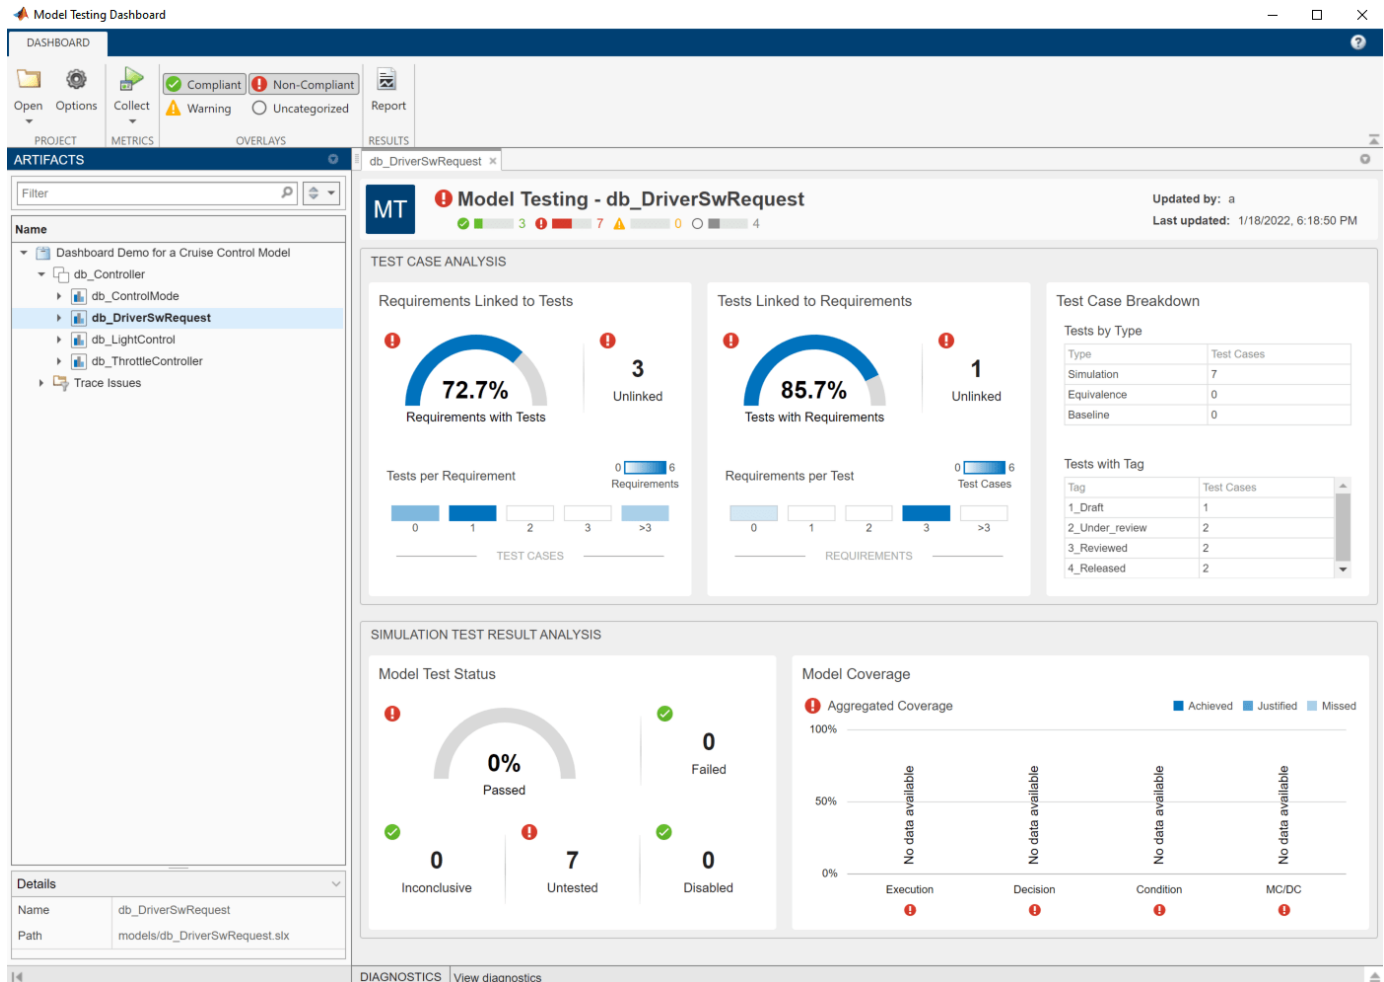 Model Testing Dashboard
DASHBOARD
Open
Options
PROJECT
Collect
METRICS
Compliant
Non-Compliant
Warning
Uncategorized
OVERLAYS
Report
RESULTS
ARTIFACTS
Filter
Name
Dashboard Demo for a Cruise Control Model
db_Controller
db_ControlMode
db_DriverSwRequest
db_LightControl
db_ThrottleController
Trace Issues
Details
Name db_DriverSwRequest
Path models/db_DriverSwRequest.slx
db_DriverSwRequest
MT
Model Testing - db_DriverSwRequest
3 7 0 4
Updated by: a
Last updated: 1/18/2022, 6:18:50 PM
TEST CASE ANALYSIS
Requirements Linked to Tests
72.7%
Requirements with Tests
3
Unlinked
Tests per Requirement
0 6
Requirements
0 1 2 3 >3
TEST CASES
Tests Linked to Requirements
85.7%
Tests with Requirements
1
Unlinked
Requirements per Test
0 6
Test Cases
0 1 2 3 >3
REQUIREMENTS
Test Case Breakdown
Tests by Type
Type Test Cases
Simulation 7
Equivalence 0
Baseline 0
Tests with Tag
Tag Test Cases
1_Draft 1
2_Under_review 2
3_Reviewed 2
4_Released 2
SIMULATION TEST RESULT ANALYSIS
Model Test Status
0%
Passed
0
Failed
0
Inconclusive
7
Untested
0
Disabled
Model Coverage
Aggregated Coverage
Achieved Justified Missed
100%
50%
0%
No data available
No data available
No data available
No data available
Execution Decision Condition MC/DC
DIAGNOSTICS View diagnostics